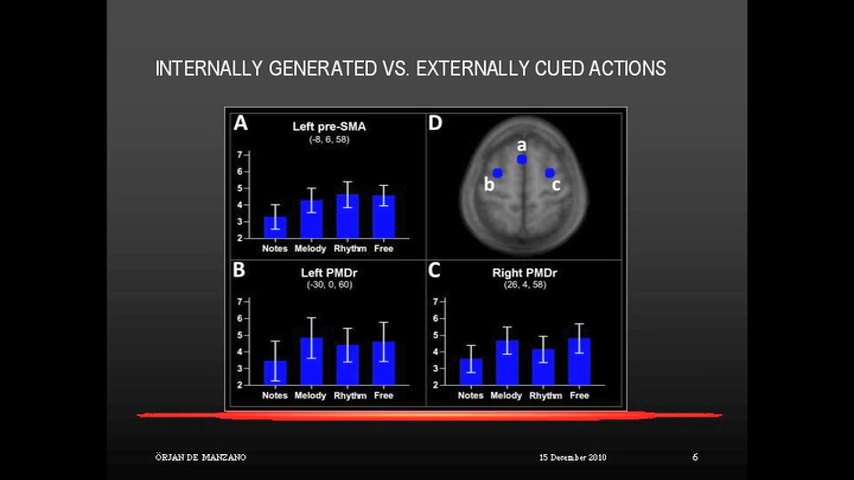 INTERNALLY GENERATED VS. EXTERNALLY CUED ACTIONS
A
Left pre-SMA
(-8, 6, 58)
7
6
5
4
3
2
Notes Melody Rhythm Free
D
a
b
c
B
Left PMDr
(-30, 0, 60)
7
6
5
4
3
2
Notes Melody Rhythm Free
C
Right PMDr
(26, 4, 58)
7
6
5
4
3
2
Notes Melody Rhythm Free
ÖRJAN DE MANZANO
15 December 2010
6